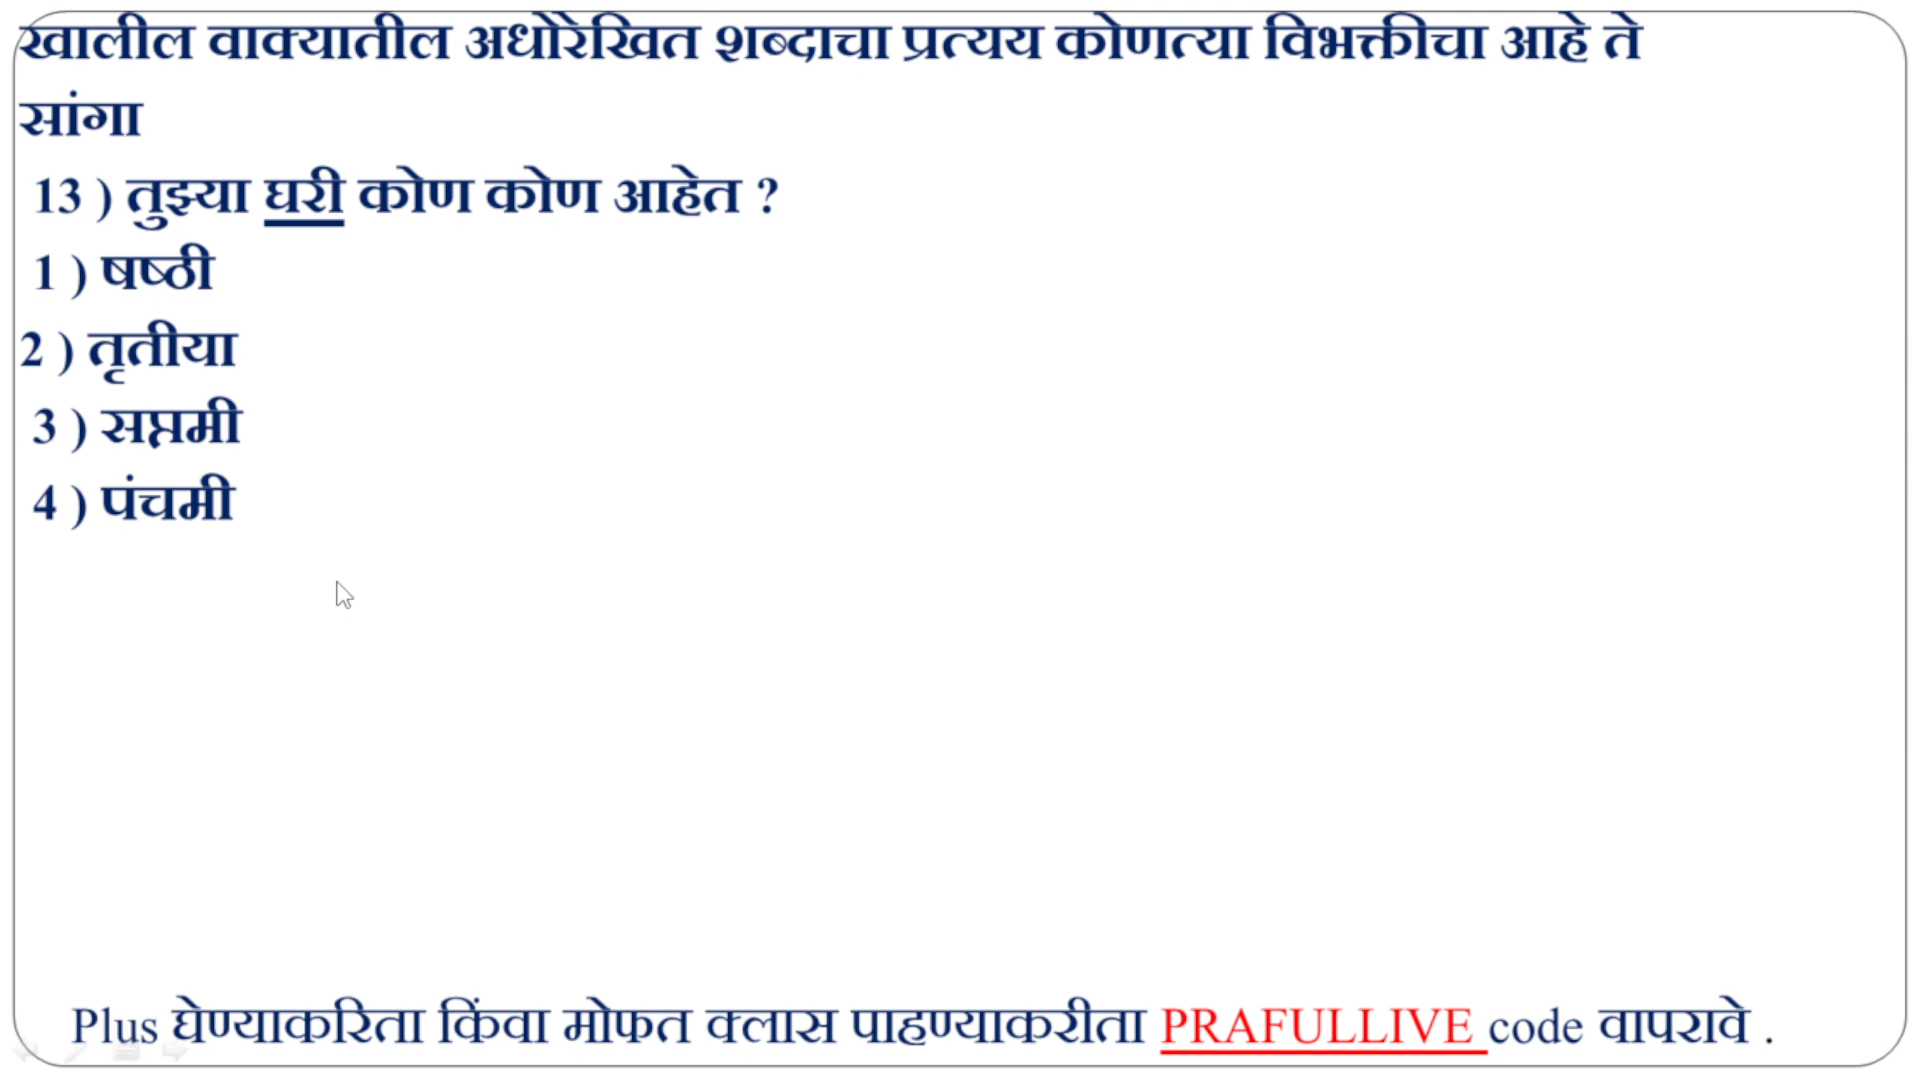 खालील वाक्यातील अधोरेखित शब्दाचा प्रत्यय कोणत्या विभक्तीचा आहे ते
सांगा
13 ) तुझ्या घरी कोण कोण आहेत ?
1 ) षष्ठी
2 ) तृतीया
3 ) सप्तमी
4 ) पंचमी
Plus घेण्याकरिता किंवा मोफत क्लास पाहण्याकरीता PRAFULLIVE code वापरावे .